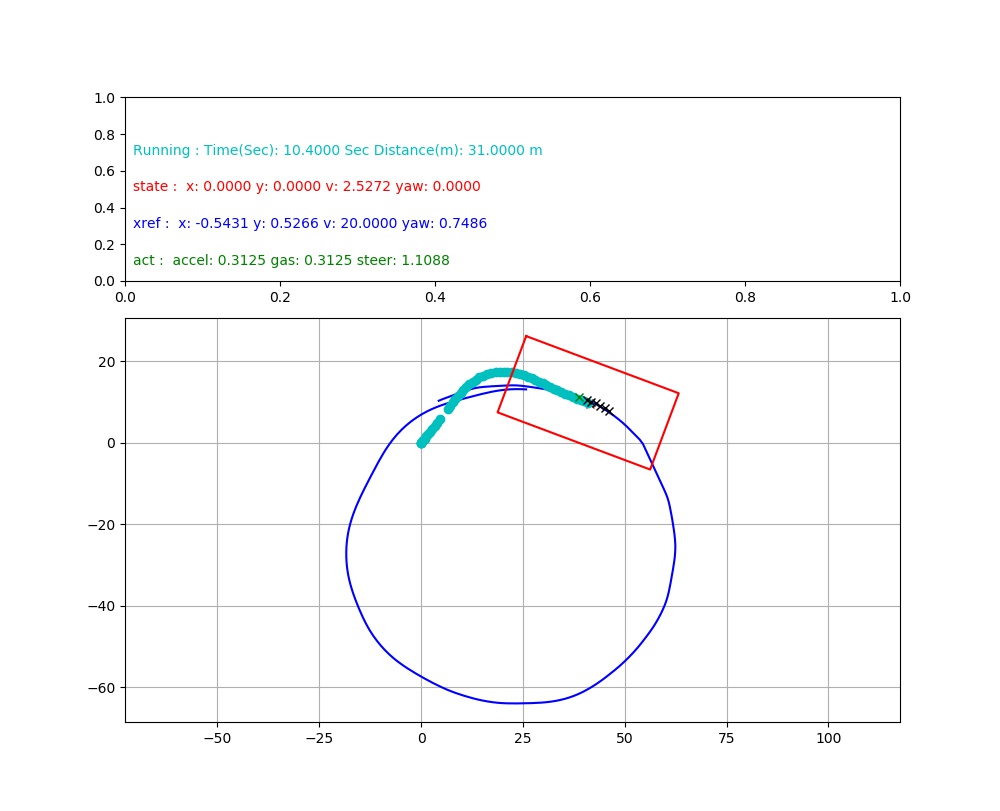 1.0
0.8
Running : Time(Sec): 10.4000 Sec Distance(m): 31.0000 m
0.6
state :  x: 0.0000 y: 0.0000 v: 2.5272 yaw: 0.0000
0.4
xref :  x: -0.5431 y: 0.5266 v: 20.0000 yaw: 0.7486
0.2
act :  accel: 0.3125 gas: 0.3125 steer: 1.1088
0.0
0.0 0.2 0.4 0.6 0.8 1.0
20
0
−20
−40
−60
−50 −25 0 25 50 75 100